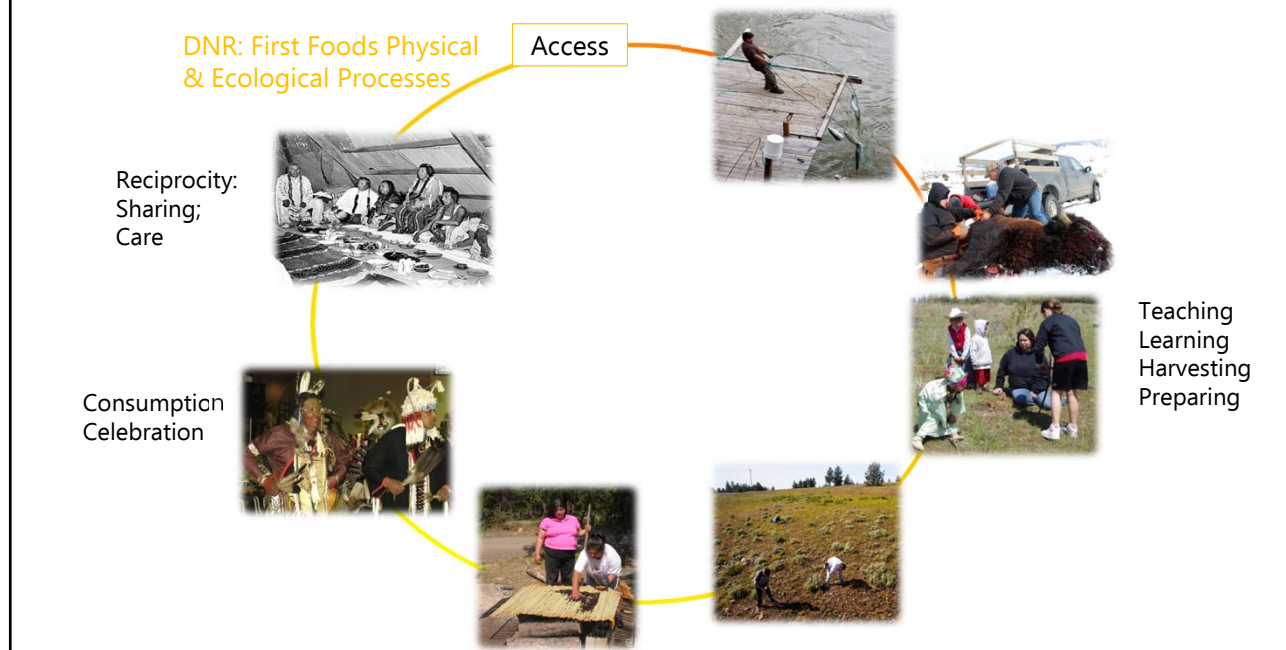 DNR: First Foods Physical
& Ecological Processes
Access
Reciprocity:
Sharing;
Care
Teaching
Learning
Harvesting
Preparing
Consumption
Celebration